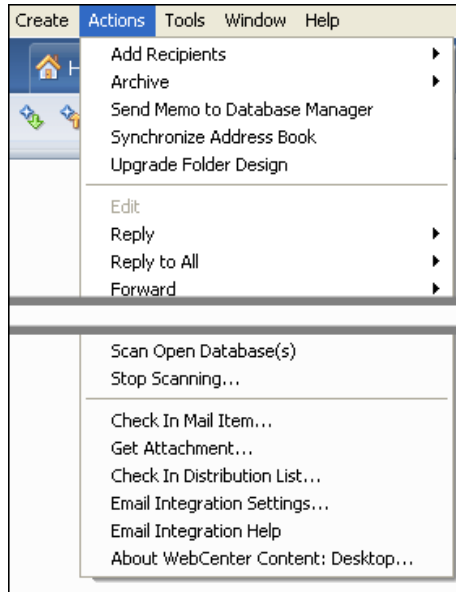 Create Actions Tools Window Help
H
Add Recipients
Archive
Send Memo to Database Manager
Synchronize Address Book
Upgrade Folder Design
Edit
Reply
Reply to All
Forward
Scan Open Database(s)
Stop Scanning...
Check In Mail Item...
Get Attachment...
Check In Distribution List...
Email Integration Settings...
Email Integration Help
About WebCenter Content: Desktop...